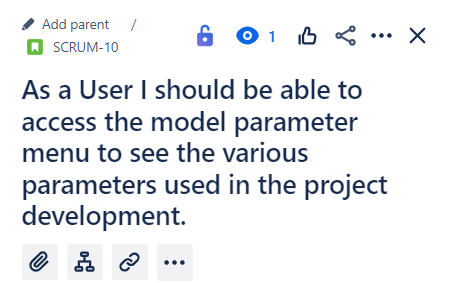 Add parent /
SCRUM-10
1
As a User I should be able to
access the model parameter
menu to see the various
parameters used in the project
development.